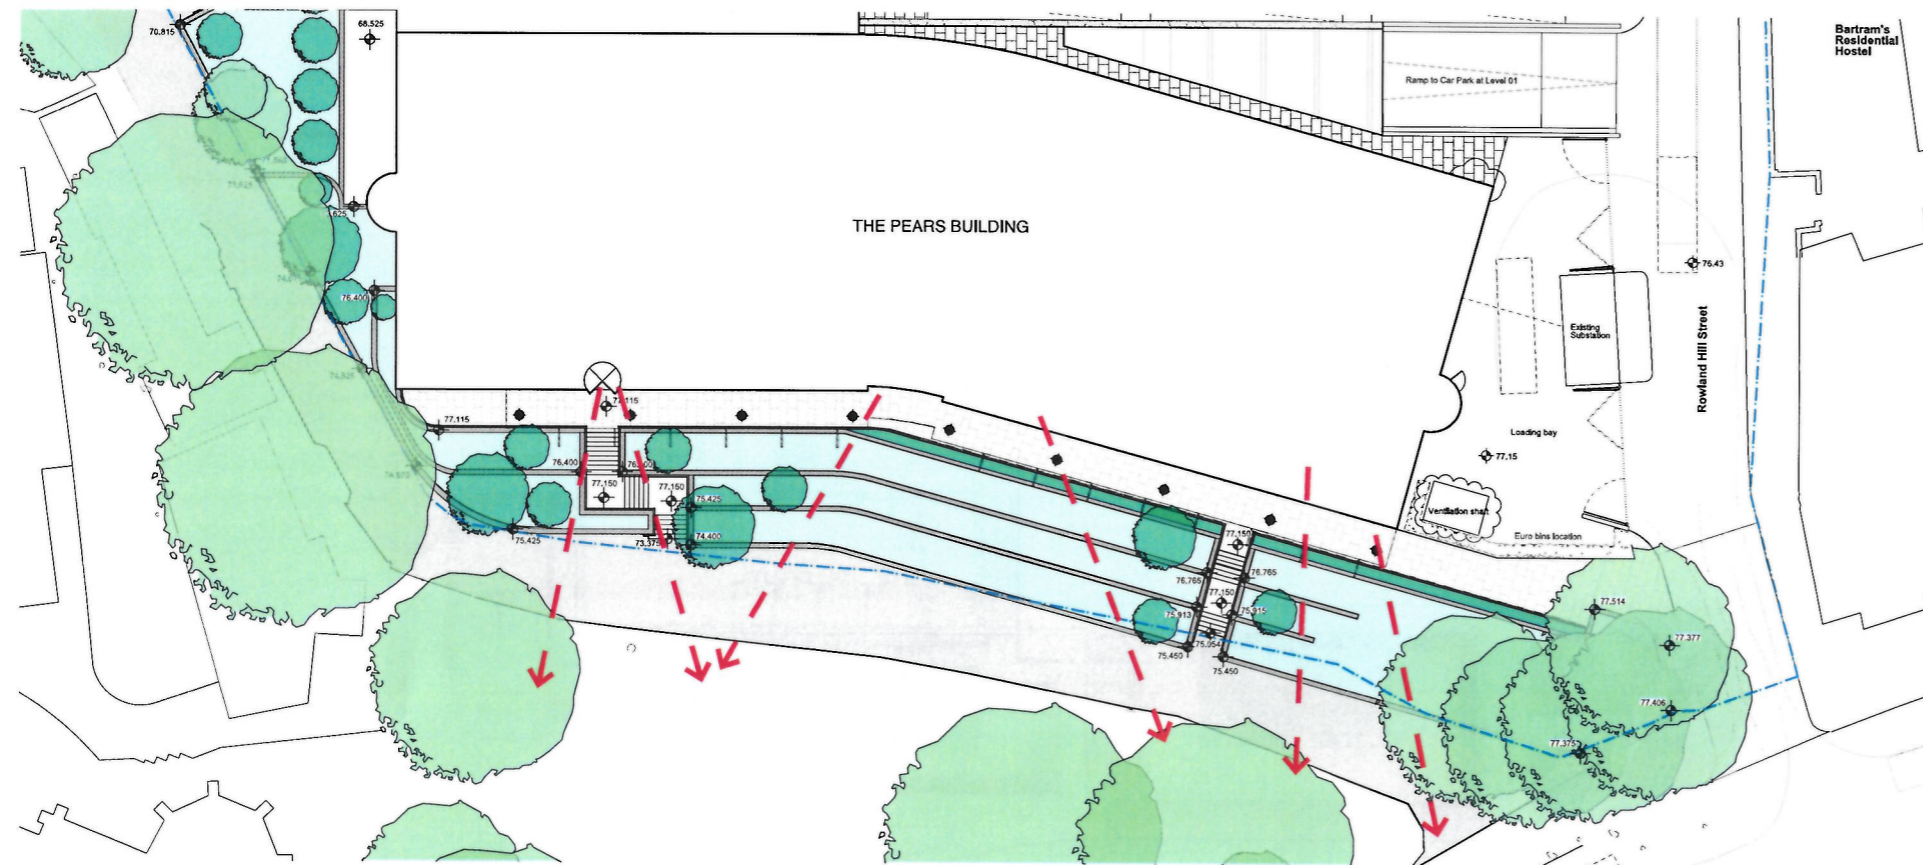 68.525
70.815
Bartram's
Residential
Hostel
Ramp to Car Park at Level 01
THE PEARS BUILDING
76.43
76.400
Existing
Substation
Rowland Hill Street
77.115
77.115
Loading bay
77.15
76.400
77.150
77.150
75.425
Ventilation shaft
75.425
74.400
77.150
Euro bins location
76.765
76.765
77.150
75.913
75.915
75.054
75.450
75.450
77.514
77.377
77.406
77.375